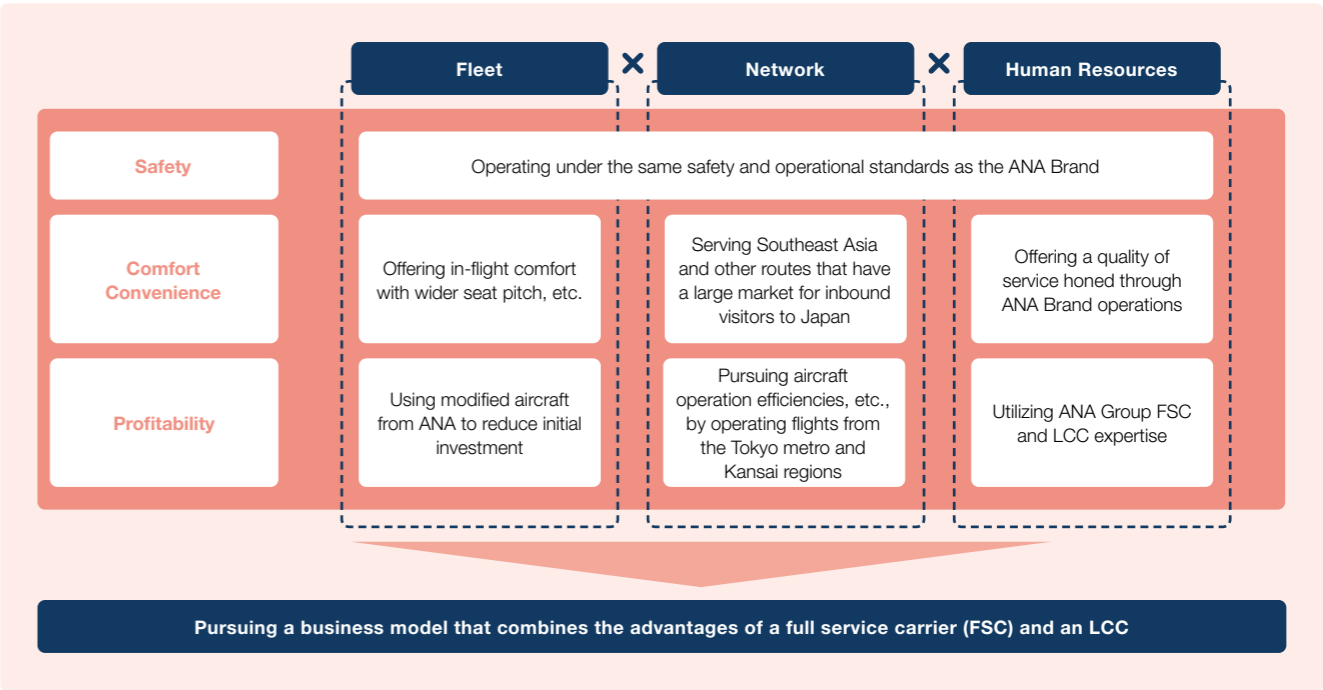 Fleet
×
Network
×
Human Resources
Safety
Operating under the same safety and operational standards as the ANA Brand
Comfort
Convenience
Offering in-flight comfort
with wider seat pitch, etc.
Serving Southeast Asia
and other routes that have
a large market for inbound
visitors to Japan
Offering a quality of
service honed through
ANA Brand operations
Profitability
Using modified aircraft
from ANA to reduce initial
investment
Pursuing aircraft
operation efficiencies, etc.,
by operating flights from
the Tokyo metro and
Kansai regions
Utilizing ANA Group FSC
and LCC expertise
Pursuing a business model that combines the advantages of a full service carrier (FSC) and an LCC